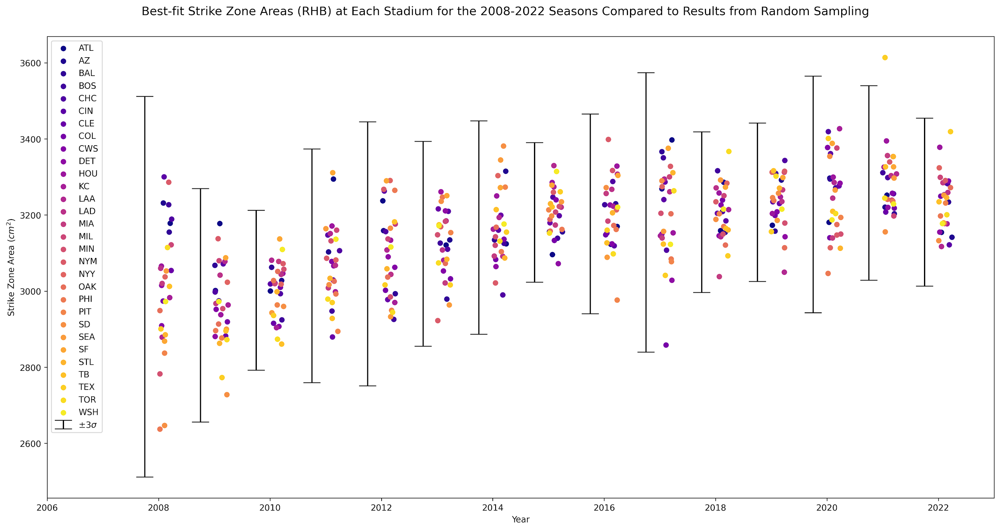 Best-fit Strike Zone Areas (RHB) at Each Stadium for the 2008-2022 Seasons Compared to Results from Random Sampling
ATL
AZ
BAL
BOS
CHC
CIN
CLE
COL
CWS
DET
HOU
KC
LAA
LAD
MIA
MIL
MIN
NYM
NYY
OAK
PHI
PIT
SD
SEA
SF
STL
TB
TEX
TOR
WSH
±3σ
3600
3400
3200
3000
2800
2600
Strike Zone Area (cm²)
2006 2008 2010 2012 2014 2016 2018 2020 2022
Year